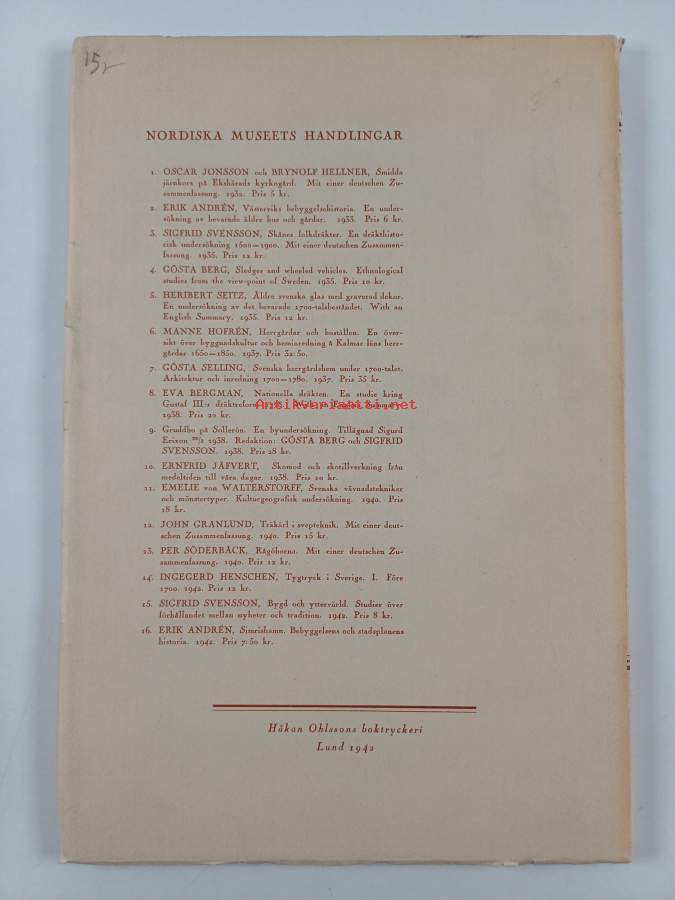 15,-
NORDISKA MUSEETS HANDLINGAR
1. OSCAR JONSSON och BRYNOLF HELLNER, Smidda
järnkors på Ekshärads kyrkogård. Mit einer deutschen Zu-
sammenfassung. 1932. Pris 5 kr.
2. ERIK ANDRÉN, Västerviks bebyggelsehistoria. En under-
sökning av bevarade äldre hus och gårdar. 1933. Pris 6 kr.
3. SIGFRID SVENSSON, Skånes folkdräkter. En dräkthisto-
risk undersökning 1500—1900. Mit einer deutschen Zusammen-
fassung. 1935. Pris 12 kr.
4. GÖSTA BERG, Sledges and wheeled vehicles. Ethnological
studies from the view-point of Sweden. 1935. Pris 10 kr.
5. HERIBERT SEITZ, Äldre svenska glas med graverad dekor.
En undersökning av det bevarade 1700-talsbeståndet. With an
English Summary. 1935. Pris 12 kr.
6. MANNE HOFRÉN, Herrgårdar och boställen. En över-
sikt över byggnadskultur och heminredning å Kalmar läns herr-
gårdar 1650—1850. 1937. Pris 32:50.
7. GÖSTA SELLING, Svenska herrgårdshem under 1700-talet.
Arkitektur och inredning 1700—1780. 1937. Pris 35 kr.
8. EVA BERGMAN, Nationella dräkten. En studie kring
Gustaf III:s dräktreform 1778. With an English Summary.
1938. Pris 20 kr.
Antikvariaatti.net
9. Gruddbo på Sollerön. En byundersökning. Tillägnad Sigurd
Erixon 26/2 1938. Redaktion: GÖSTA BERG och SIGFRID
SVENSSON. 1938. Pris 28 kr.
10. ERNFRID JÄFVERT, Skomod och skotillverkning från
medeltiden till våra dagar. 1938. Pris 10 kr.
11. EMELIE von WALTERSTORFF, Svenska vävnadstekniker
och mönstertyper. Kulturgeografisk undersökning. 1940. Pris
18 kr.
12. JOHN GRANLUND, Träkärl i svepteknik. Mit einer deut-
schen Zusammenfassung. 1940. Pris 15 kr.
13. PER SÖDERBÄCK, Rågöborna. Mit einer deutschen Zu-
sammenfassung. 1940. Pris 12 kr.
14. INGEGERD HENSCHEN, Tygtryck i Sverige. I. Före
1700. 1942. Pris 12 kr.
15. SIGFRID SVENSSON, Bygd och yttervärld. Studier över
förhållandet mellan nyheter och tradition. 1942. Pris 8 kr.
16. ERIK ANDRÉN, Simrishamn. Bebyggelsens och stadsplanens
historia. 1942. Pris 7:50 kr.
Håkan Ohlssons boktryckeri
Lund 1942